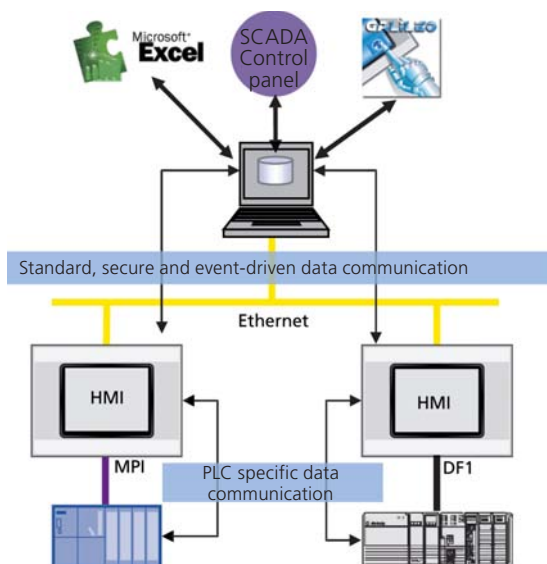 Microsoft®
Excel
SCADA
Control
panel
GALILEO
Standard, secure and event-driven data communication
Ethernet
HMI
HMI
MPI
DF1
PLC specific data
communication